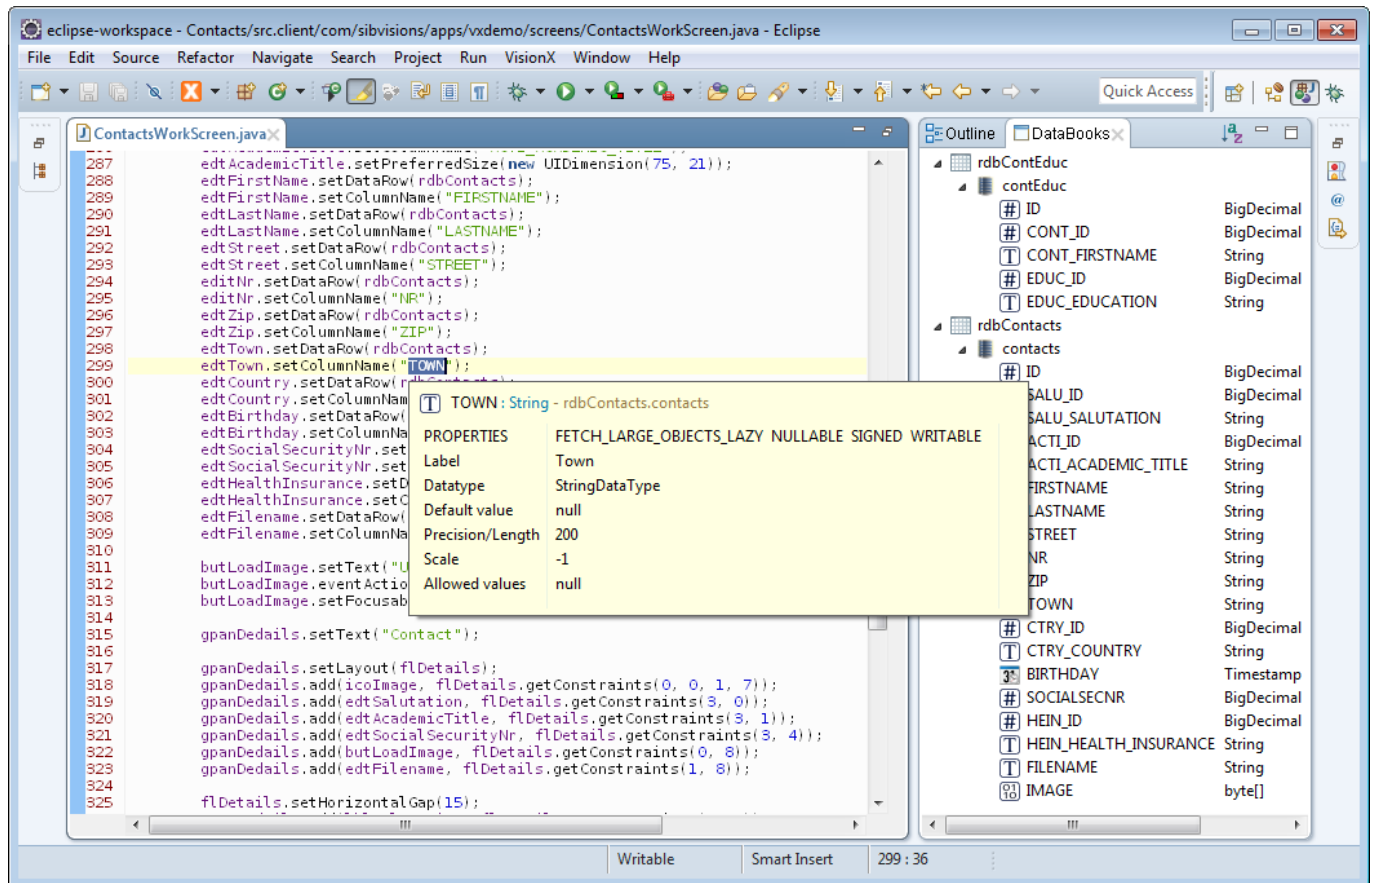 eclipse-workspace - Contacts/src.client/com/sibvisions/apps/vxdemo/screens/ContactsWorkScreen.java - Eclipse
File Edit Source Refactor Navigate Search Project Run VisionX Window Help
Quick Access
ContactsWorkScreen.java
287 edtAcademicTitle.setPreferredSize(new UIDimension(75, 21));
288 edtFirstName.setDataRow(rdbContacts);
289 edtFirstName.setColumnName("FIRSTNAME");
290 edtLastName.setDataRow(rdbContacts);
291 edtLastName.setColumnName("LASTNAME");
292 edtStreet.setDataRow(rdbContacts);
293 edtStreet.setColumnName("STREET");
294 editNr.setDataRow(rdbContacts);
295 editNr.setColumnName("NR");
296 edtZip.setDataRow(rdbContacts);
297 edtZip.setColumnName("ZIP");
298 edtTown.setDataRow(rdbContacts);
299 edtTown.setColumnName("TOWN");
300 edtCountry.setDataRow(rdbContacts);
301 edtCountry.setColumnNam
302 edtBirthday.setDataRow(
303 edtBirthday.setColumnNa
304 edtSocialSecurityNr.set
305 edtSocialSecurityNr.set
306 edtHealthInsurance.setD
307 edtHealthInsurance.setC
308 edtFilename.setDataRow(
309 edtFilename.setColumnNa
310
311 butLoadImage.setText("U
312 butLoadImage.eventActio
313 butLoadImage.setFocusab
314
315 gpanDedails.setText("Contact");
316
317 gpanDedails.setLayout(flDetails);
318 gpanDedails.add(icoImage, flDetails.getConstraints(0, 0, 1, 7));
319 gpanDedails.add(edtSalutation, flDetails.getConstraints(3, 0));
320 gpanDedails.add(edtAcademicTitle, flDetails.getConstraints(3, 1));
321 gpanDedails.add(edtSocialSecurityNr, flDetails.getConstraints(3, 4));
322 gpanDedails.add(butLoadImage, flDetails.getConstraints(0, 8));
323 gpanDedails.add(edtFilename, flDetails.getConstraints(1, 8));
324
325 flDetails.setHorizontalGap(15);
TOWN : String - rdbContacts.contacts
PROPERTIES FETCH_LARGE_OBJECTS_LAZY NULLABLE SIGNED WRITABLE
Label Town
Datatype StringDataType
Default value null
Precision/Length 200
Scale -1
Allowed values null
Outline DataBooks
rdbContEduc
contEduc
# ID BigDecimal
# CONT_ID BigDecimal
T CONT_FIRSTNAME String
# EDUC_ID BigDecimal
T EDUC_EDUCATION String
rdbContacts
contacts
# ID BigDecimal
SALU_ID BigDecimal
SALU_SALUTATION String
ACTI_ID BigDecimal
ACTI_ACADEMIC_TITLE String
FIRSTNAME String
LASTNAME String
STREET String
NR String
ZIP String
TOWN String
# CTRY_ID BigDecimal
T CTRY_COUNTRY String
BIRTHDAY Timestamp
# SOCIALSECNR BigDecimal
# HEIN_ID BigDecimal
T HEIN_HEALTH_INSURANCE String
T FILENAME String
IMAGE byte[]
Writable Smart Insert 299 : 36